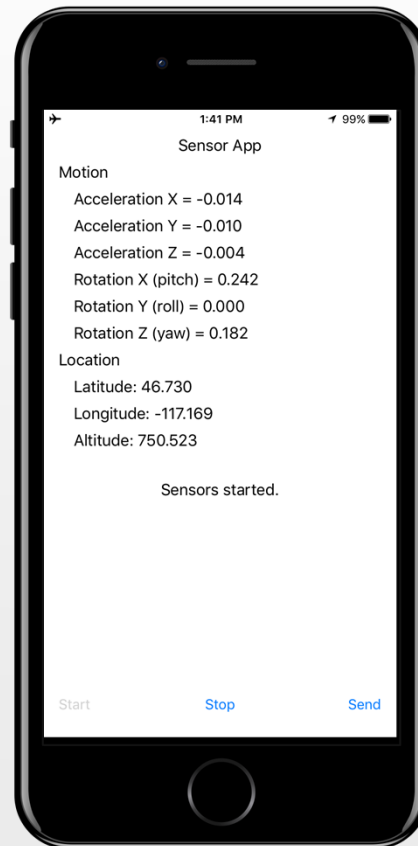 1:41 PM 99%
Sensor App
Motion
Acceleration X = -0.014
Acceleration Y = -0.010
Acceleration Z = -0.004
Rotation X (pitch) = 0.242
Rotation Y (roll) = 0.000
Rotation Z (yaw) = 0.182
Location
Latitude: 46.730
Longitude: -117.169
Altitude: 750.523
Sensors started.
Start Stop Send